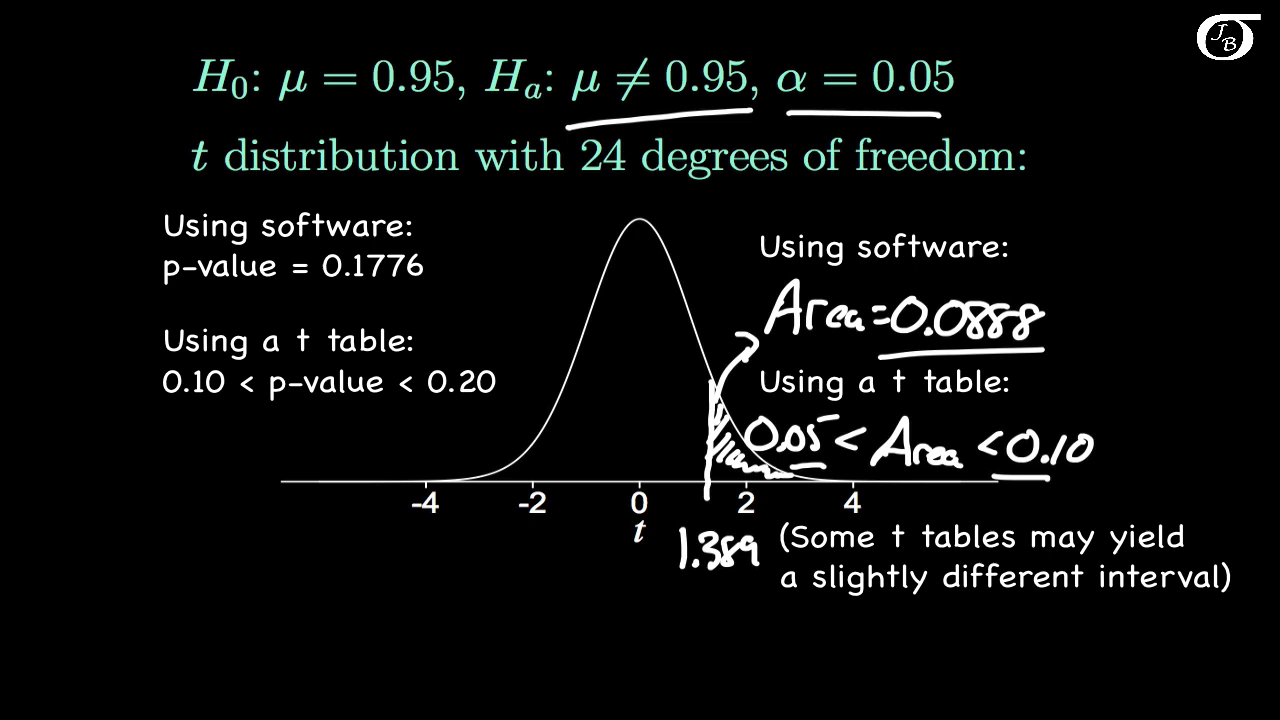 σ JB
H₀: μ = 0.95, Hₐ: μ ≠ 0.95, α = 0.05
t distribution with 24 degrees of freedom:
Using software:
p-value = 0.1776
Using a t table:
0.10 < p-value < 0.20
Using software:
Area = 0.0888
Using a t table:
0.05 < Area < 0.10
-4 -2 0 2 4
t
1.389
(Some t tables may yield
a slightly different interval)